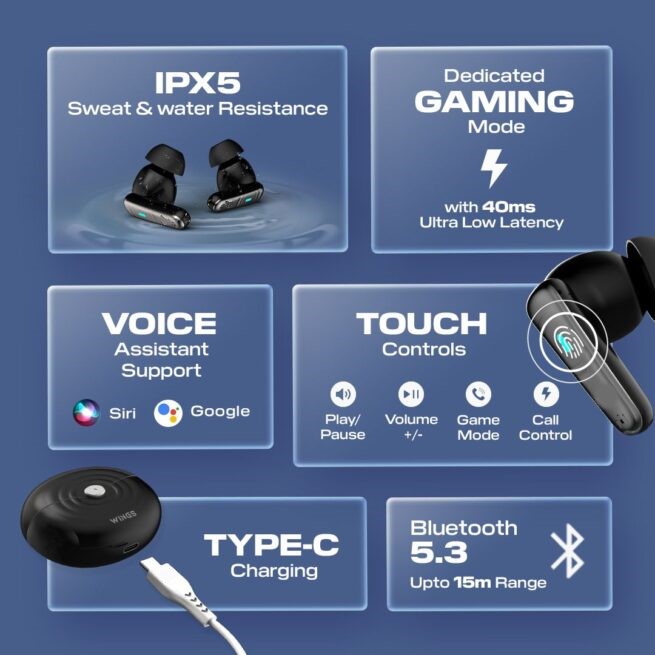 IPX5
Sweat & water Resistance
Dedicated
GAMING
Mode
with 40ms
Ultra Low Latency
VOICE
Assistant
Support
Siri
Google
TOUCH
Controls
Play/
Pause
Volume
+/-
Game
Mode
Call
Control
WINGS
TYPE-C
Charging
Bluetooth
5.3
Upto 15m Range